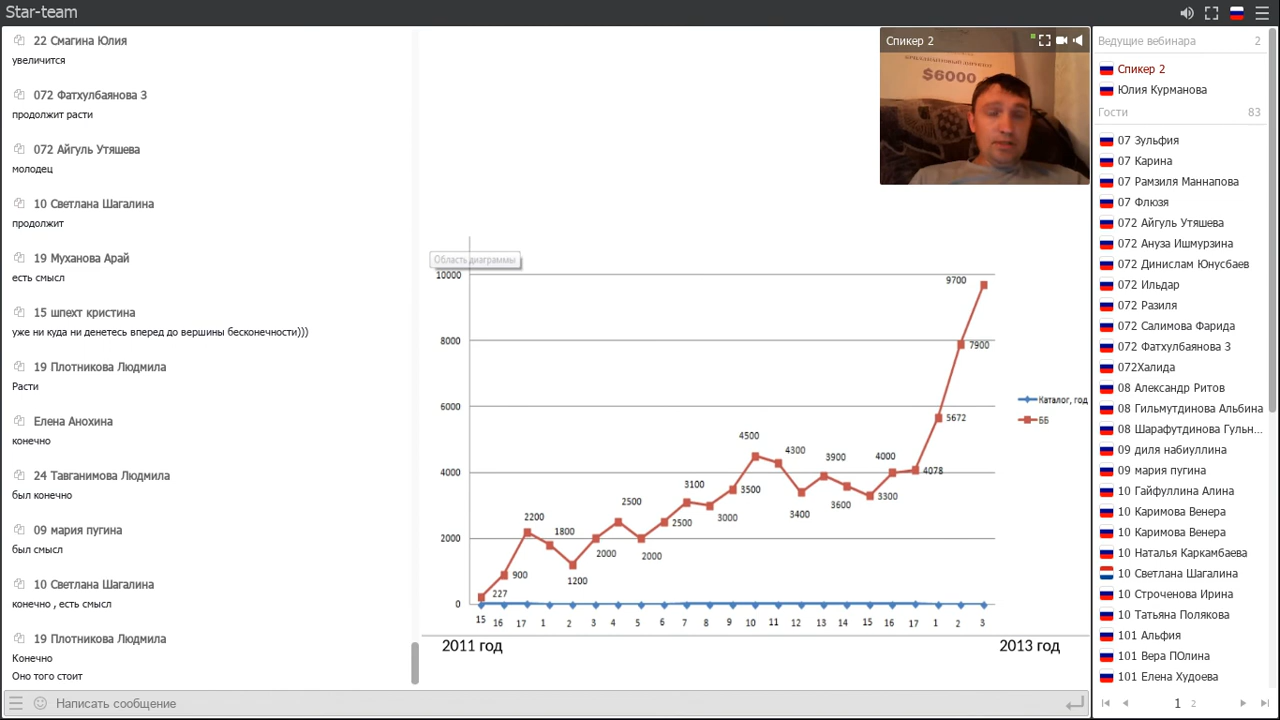 Star-team
22 Смагина Юлия
увеличится
072 Фатхулбаянова З
продолжит расти
072 Айгуль Утяшева
молодец
10 Светлана Шагалина
продолжит
19 Муханова Арай
есть смысл
15 шпехт кристина
уже ни куда ни денетесь вперед до вершины бесконечности)))
19 Плотникова Людмила
Расти
Елена Анохина
конечно
24 Тавганимова Людмила
был конечно
09 мария пугина
был смысл
10 Светлана Шагалина
конечно , есть смысл
19 Плотникова Людмила
Конечно
Оно того стоит
Написать сообщение
Спикер 2
$6000
Область диаграммы
10000
8000
6000
4000
2000
0
227
900
2200
1800
1200
2000
2500
2000
2500
3100
3000
3500
4500
4300
3400
3900
3600
3300
4000
4078
5672
7900
9700
15 16 17 1 2 3 4 5 6 7 8 9 10 11 12 13 14 15 16 17 1 2 3
Каталог, год
ББ
2011 год
2013 год
Ведущие вебинара 2
Спикер 2
Юлия Курманова
Гости 83
07 Зульфия
07 Карина
07 Рамзиля Маннапова
07 Флюзя
072 Айгуль Утяшева
072 Ануза Ишмурзина
072 Динислам Юнусбаев
072 Ильдар
072 Разиля
072 Салимова Фарида
072 Фатхулбаянова З
072Халида
08 Александр Ритов
08 Гильмутдинова Альбина
08 Шарафутдинова Гульн...
09 диля набиуллина
09 мария пугина
10 Гайфуллина Алина
10 Каримова Венера
10 Каримова Венера
10 Наталья Каркамбаева
10 Светлана Шагалина
10 Строченова Ирина
10 Татьяна Полякова
101 Альфия
101 Вера ПОлина
101 Елена Худоева
1 2